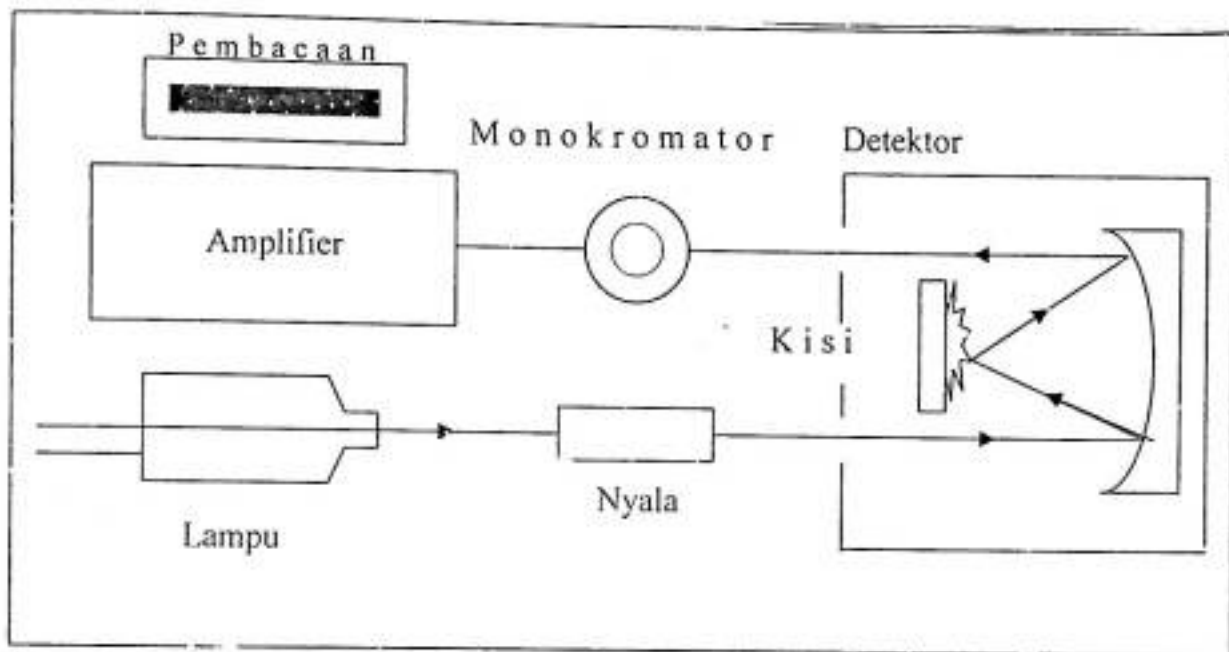 Pembacaan
Monokromator
Detektor
Amplifier
Kisi
Nyala
Lampu